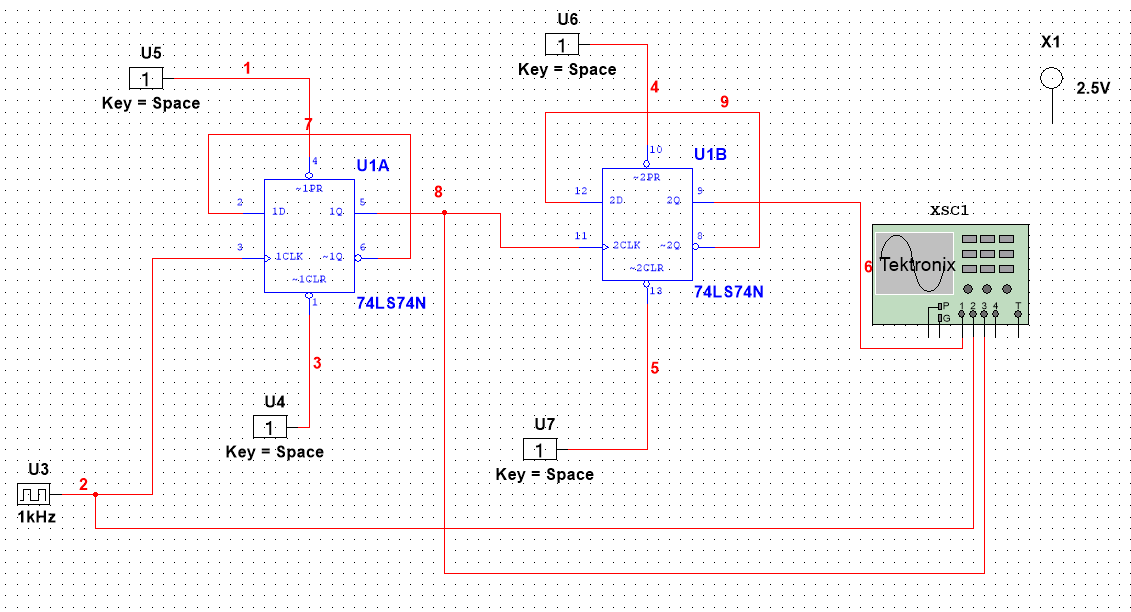 U6
1
Key = Space
U5
1
Key = Space
1
X1
2.5V
4
9
7
4
U1A
~1PR
2
1D
1Q
5
3
1CLK
~1Q
6
~1CLR
1
74LS74N
8
10
U1B
~2PR
12
2D
2Q
9
11
2CLK
~2Q
8
~2CLR
13
74LS74N
XSC1
Tektronix
6
P
G
1 2 3 4 T
3
5
U4
1
Key = Space
U7
1
Key = Space
U3
2
1kHz